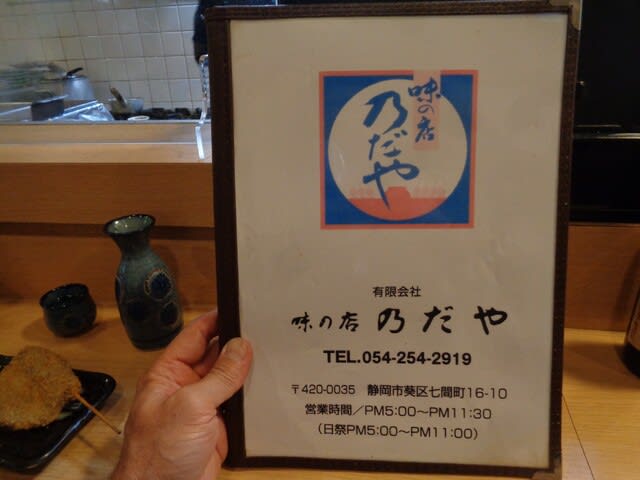 味の店
乃だや
有限会社
味の店 乃だや
TEL.054-254-2919
〒420-0035 静岡市葵区七間町16-10
営業時間／PM5:00〜PM11:30
（日祭PM5:00〜PM11:00）